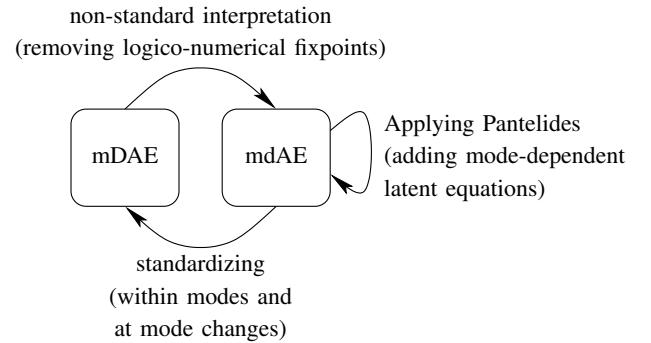 non-standard interpretation
(removing logico-numerical fixpoints)
mDAE
mdAE
Applying Pantelides
(adding mode-dependent
latent equations)
standardizing
(within modes and
at mode changes)